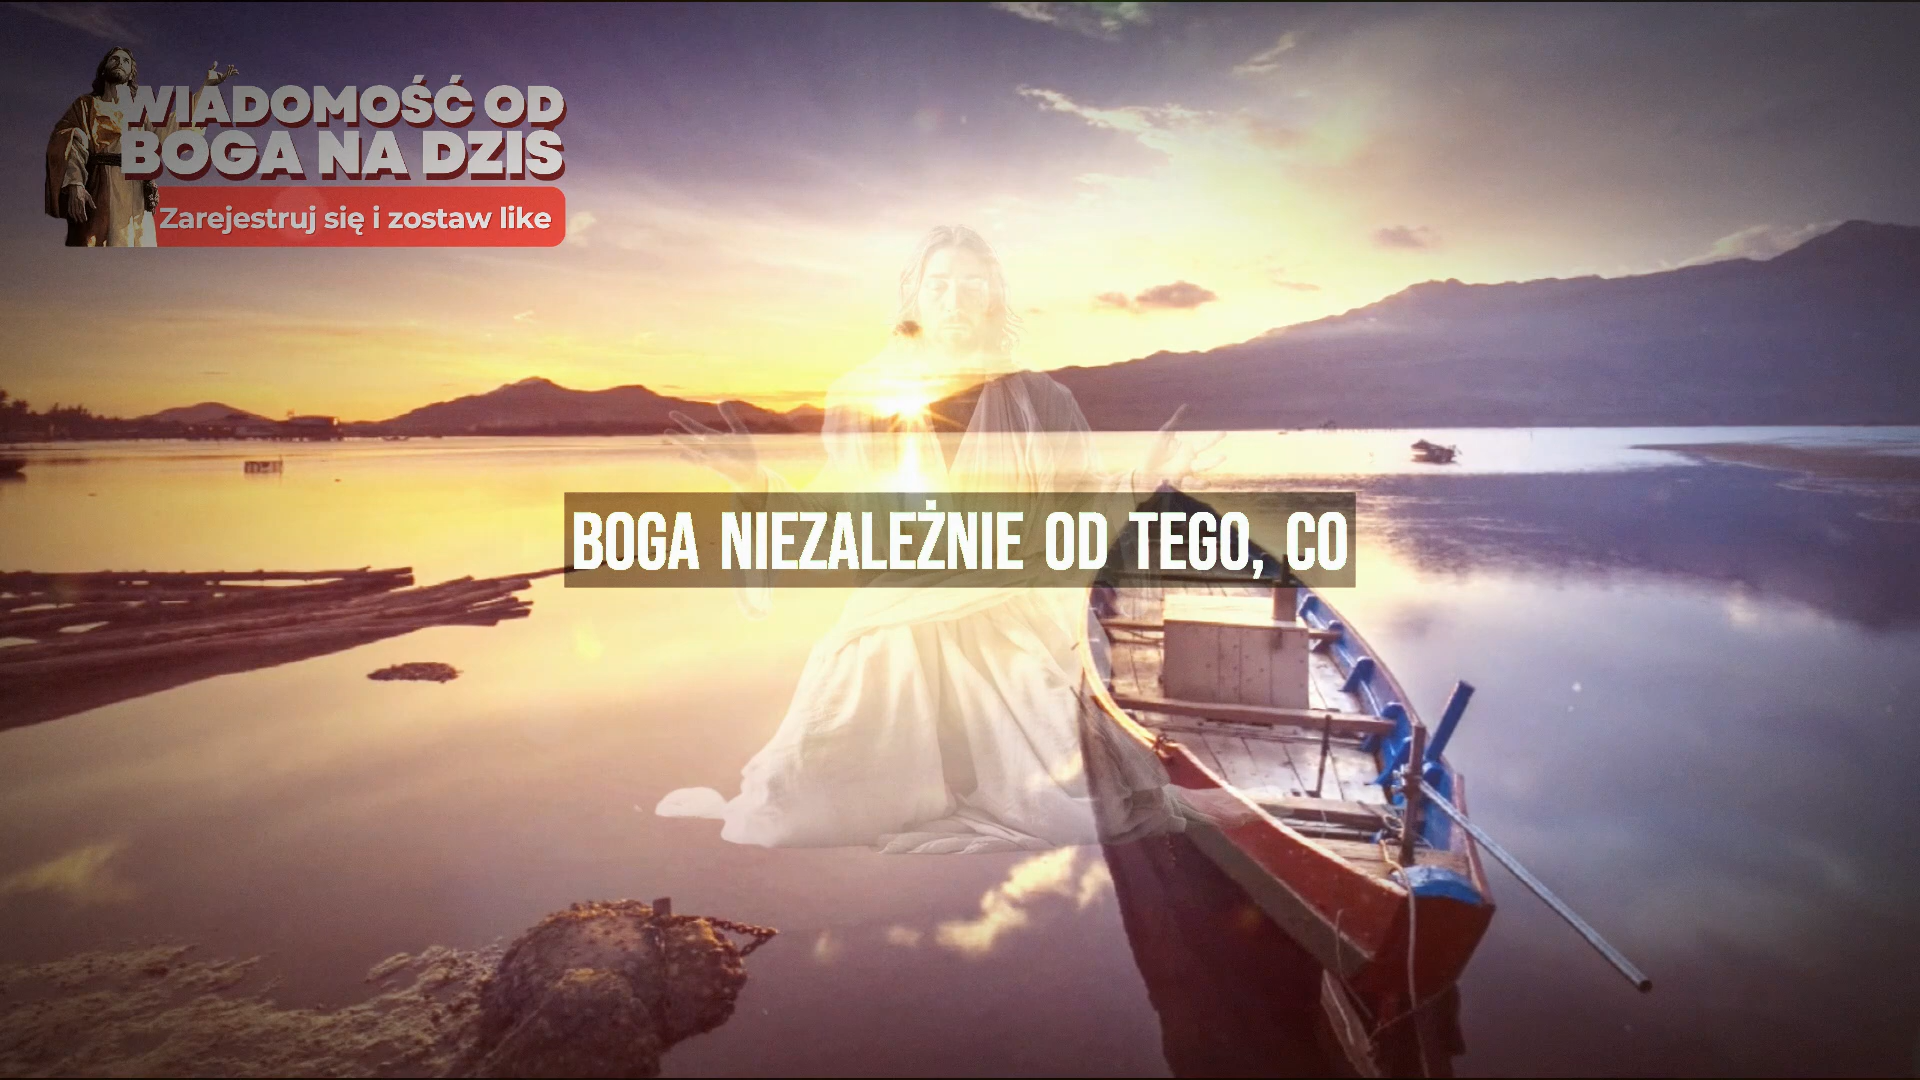 WIADOMOŚĆ OD
BOGA NA DZIS
Zarejestruj się i zostaw like
BOGA NIEZALEŻNIE OD TEGO, CO